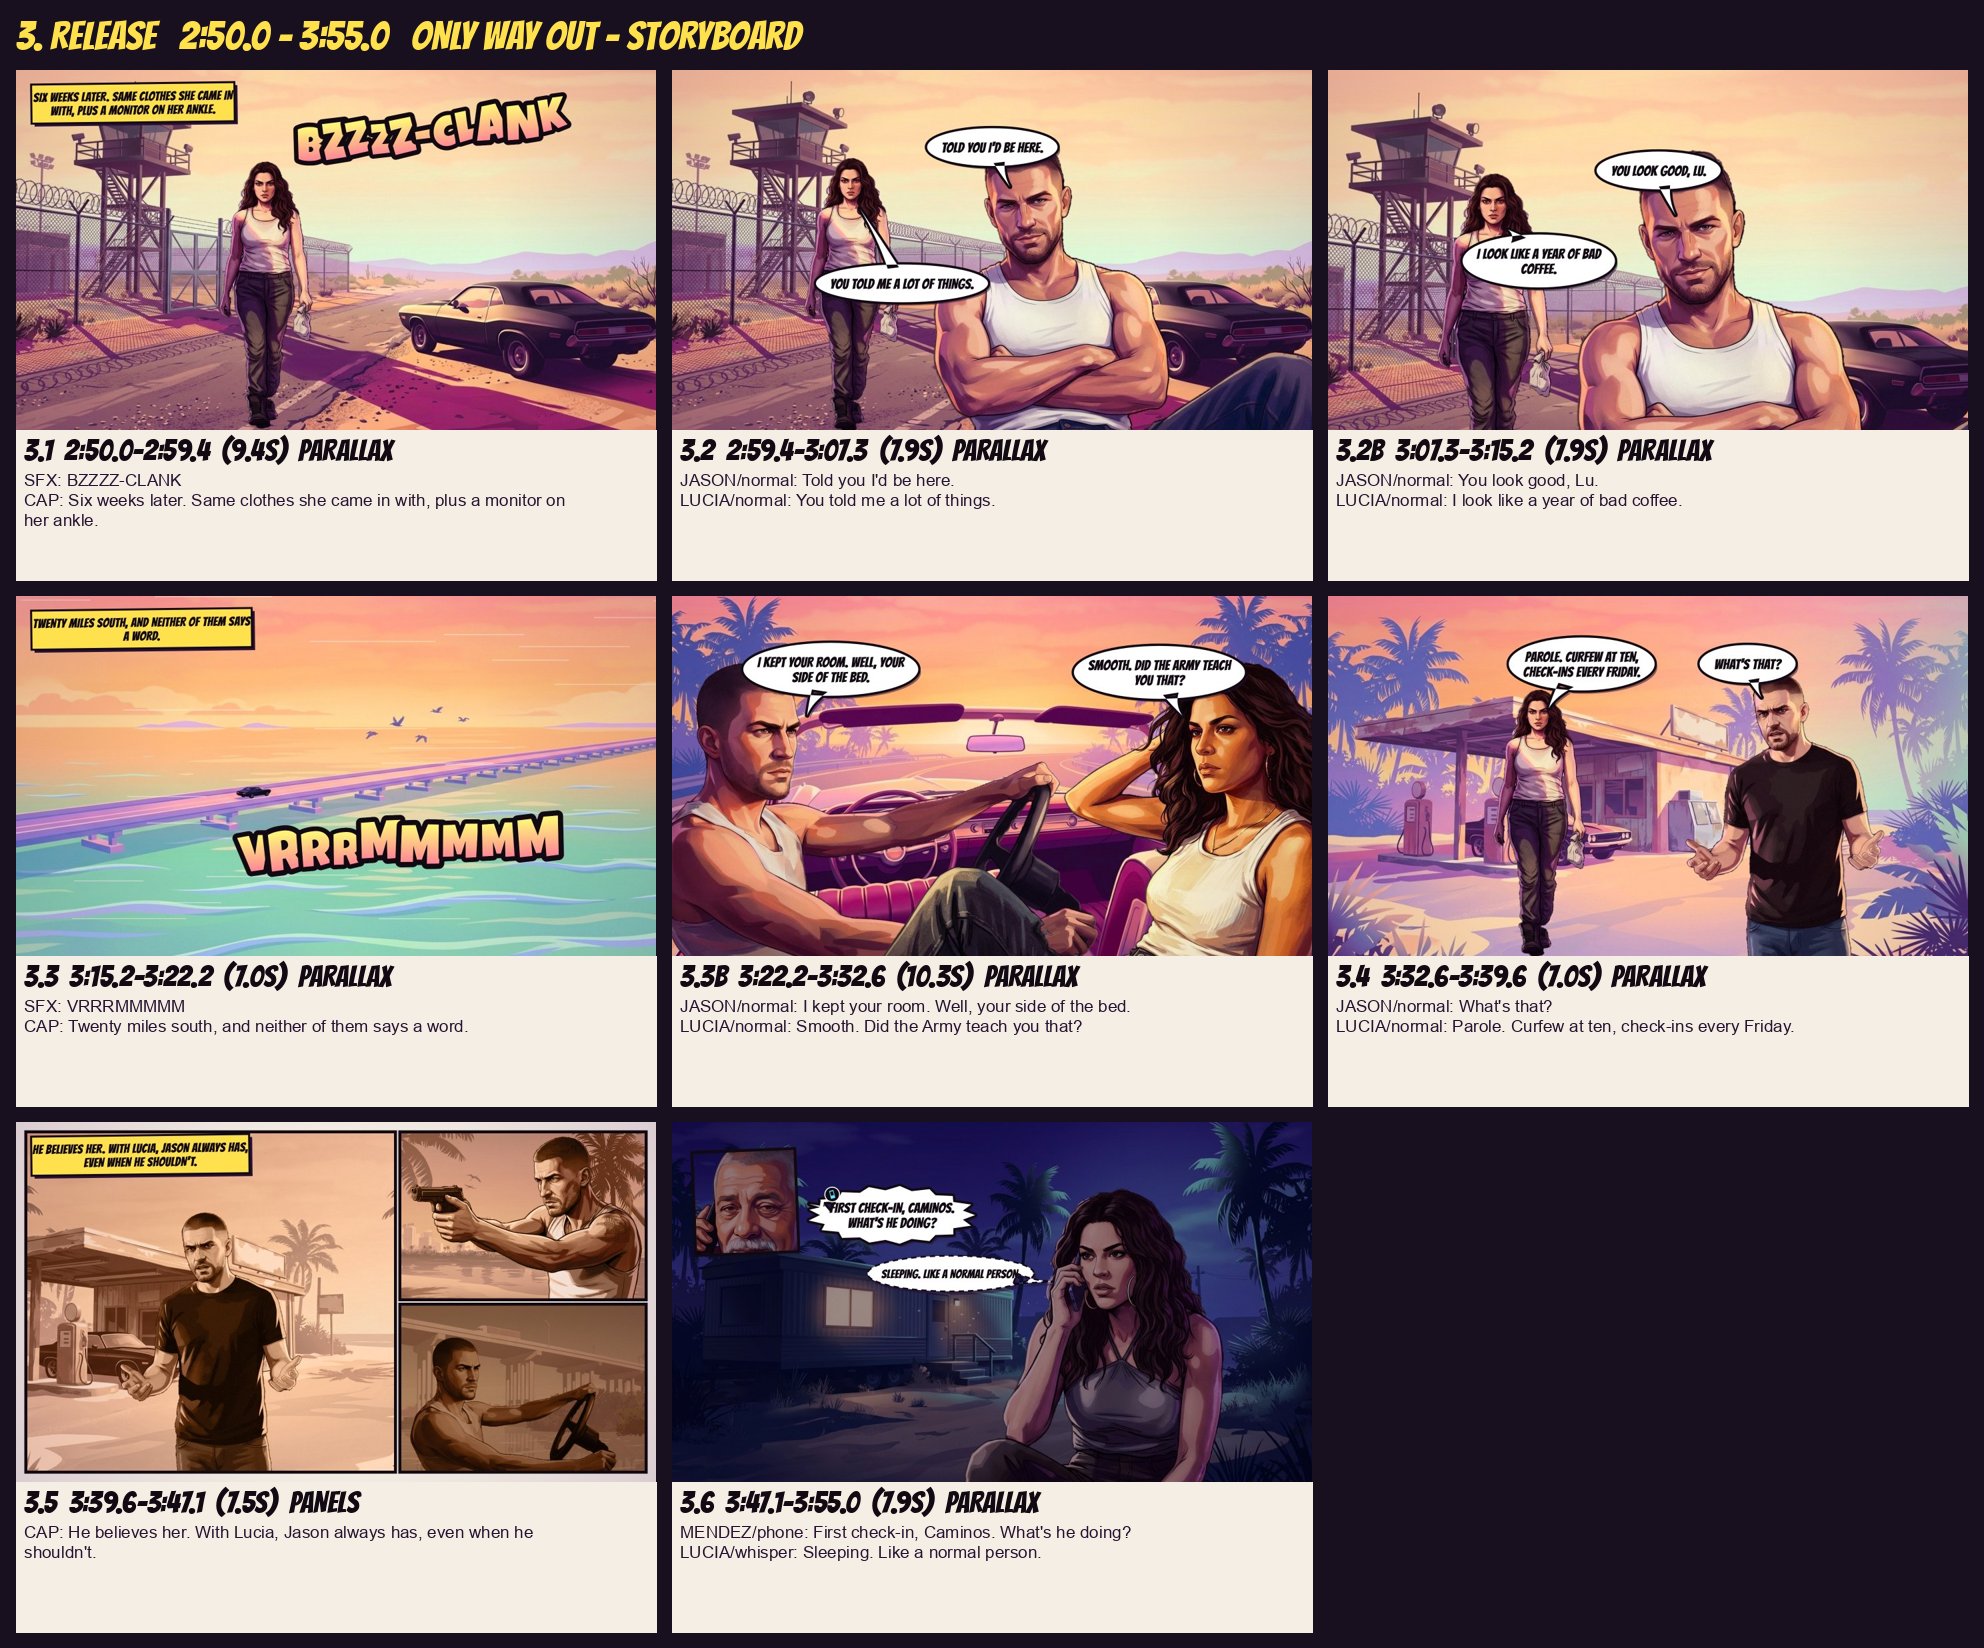 3. RELEASE 2:50.0 - 3:55.0 ONLY WAY OUT - STORYBOARD
SIX WEEKS LATER. SAME CLOTHES SHE CAME IN
WITH, PLUS A MONITOR ON HER ANKLE.
BZZZZ-CLANK
3.1 2:50.0-2:59.4 (9.4S) PARALLAX
SFX: BZZZZ-CLANK
CAP: Six weeks later. Same clothes she came in with, plus a monitor on
her ankle.
TOLD YOU I'D BE HERE.
YOU TOLD ME A LOT OF THINGS.
3.2 2:59.4-3:07.3 (7.9S) PARALLAX
JASON/normal: Told you I'd be here.
LUCIA/normal: You told me a lot of things.
YOU LOOK GOOD, LU.
I LOOK LIKE A YEAR OF BAD
COFFEE.
3.2B 3:07.3-3:15.2 (7.9S) PARALLAX
JASON/normal: You look good, Lu.
LUCIA/normal: I look like a year of bad coffee.
TWENTY MILES SOUTH, AND NEITHER OF THEM SAYS
A WORD.
VRRRMMMMM
3.3 3:15.2-3:22.2 (7.0S) PARALLAX
SFX: VRRRMMMMM
CAP: Twenty miles south, and neither of them says a word.
I KEPT YOUR ROOM. WELL, YOUR
SIDE OF THE BED.
SMOOTH. DID THE ARMY TEACH
YOU THAT?
3.3B 3:22.2-3:32.6 (10.3S) PARALLAX
JASON/normal: I kept your room. Well, your side of the bed.
LUCIA/normal: Smooth. Did the Army teach you that?
PAROLE. CURFEW AT TEN,
CHECK-INS EVERY FRIDAY.
WHAT'S THAT?
3.4 3:32.6-3:39.6 (7.0S) PARALLAX
JASON/normal: What's that?
LUCIA/normal: Parole. Curfew at ten, check-ins every Friday.
HE BELIEVES HER. WITH LUCIA, JASON ALWAYS HAS,
EVEN WHEN HE SHOULDN'T.
3.5 3:39.6-3:47.1 (7.5S) PANELS
CAP: He believes her. With Lucia, Jason always has, even when he
shouldn't.
FIRST CHECK-IN, CAMINOS.
WHAT'S HE DOING?
SLEEPING. LIKE A NORMAL PERSON.
3.6 3:47.1-3:55.0 (7.9S) PARALLAX
MENDEZ/phone: First check-in, Caminos. What's he doing?
LUCIA/whisper: Sleeping. Like a normal person.